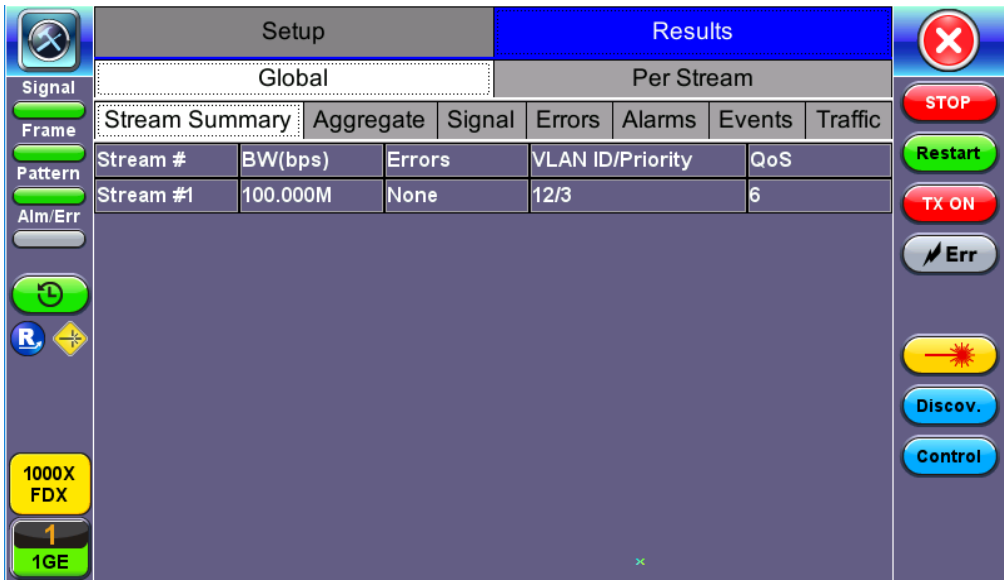 Setup Results
Global Per Stream
Stream Summary Aggregate Signal Errors Alarms Events Traffic
Stream # BW(bps) Errors VLAN ID/Priority QoS
Stream #1 100.000M None 12/3 6
Signal
Frame
Pattern
Alm/Err
R
1000X
FDX
1
1GE
STOP
Restart
TX ON
Err
Discov.
Control